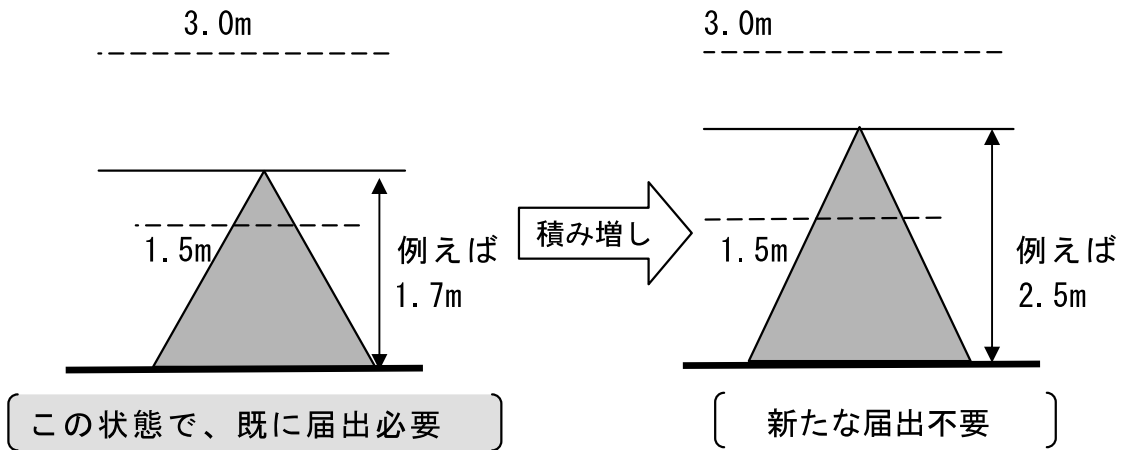 3.0m
1.5m
例えば
1.7m
この状態で、既に届出必要
積み増し
3.0m
1.5m
例えば
2.5m
新たな届出不要